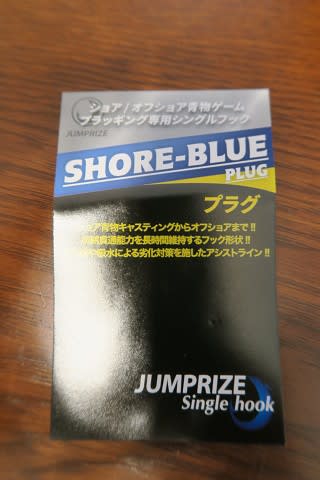 ショア/オフショア青物ゲーム
プラッギング専用シングルフック
JUMPRIZE
SHORE-BLUE
PLUG
プラグ
ショア青物キャスティングからオフショアまで!!
貫通能力を長時間維持するフック形状!!
吸水による劣化対策を施したアシストライン!!
JUMPRIZE
Single hook